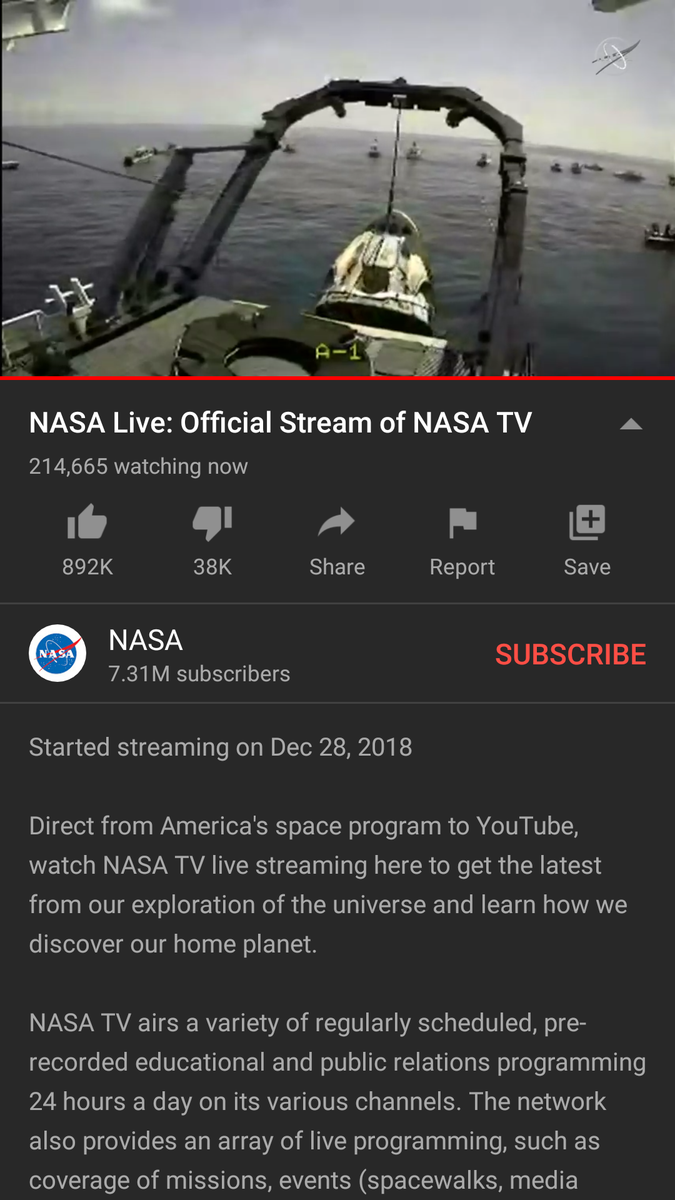 A-1
NASA Live: Official Stream of NASA TV
214,665 watching now
892K
38K
Share
Report
Save
NASA
NASA
7.31M subscribers
SUBSCRIBE
Started streaming on Dec 28, 2018
Direct from America's space program to YouTube,
watch NASA TV live streaming here to get the latest
from our exploration of the universe and learn how we
discover our home planet.
NASA TV airs a variety of regularly scheduled, pre-
recorded educational and public relations programming
24 hours a day on its various channels. The network
also provides an array of live programming, such as
coverage of missions, events (spacewalks, media